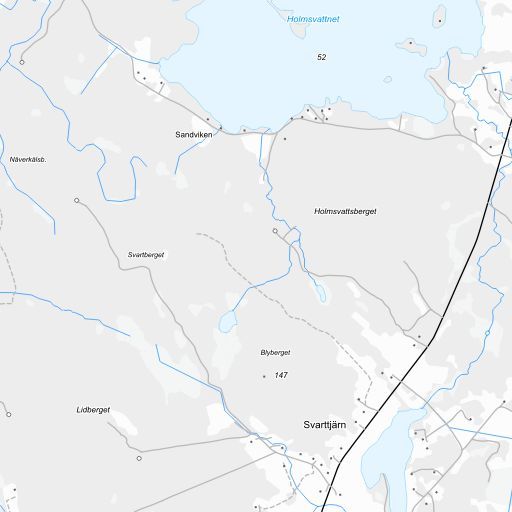 Holmsvattnet
52
Sandviken
Näverkälsb.
Holmsvattsberget
Svartberget
Blyberget
147
Lidberget
Svarttjärn